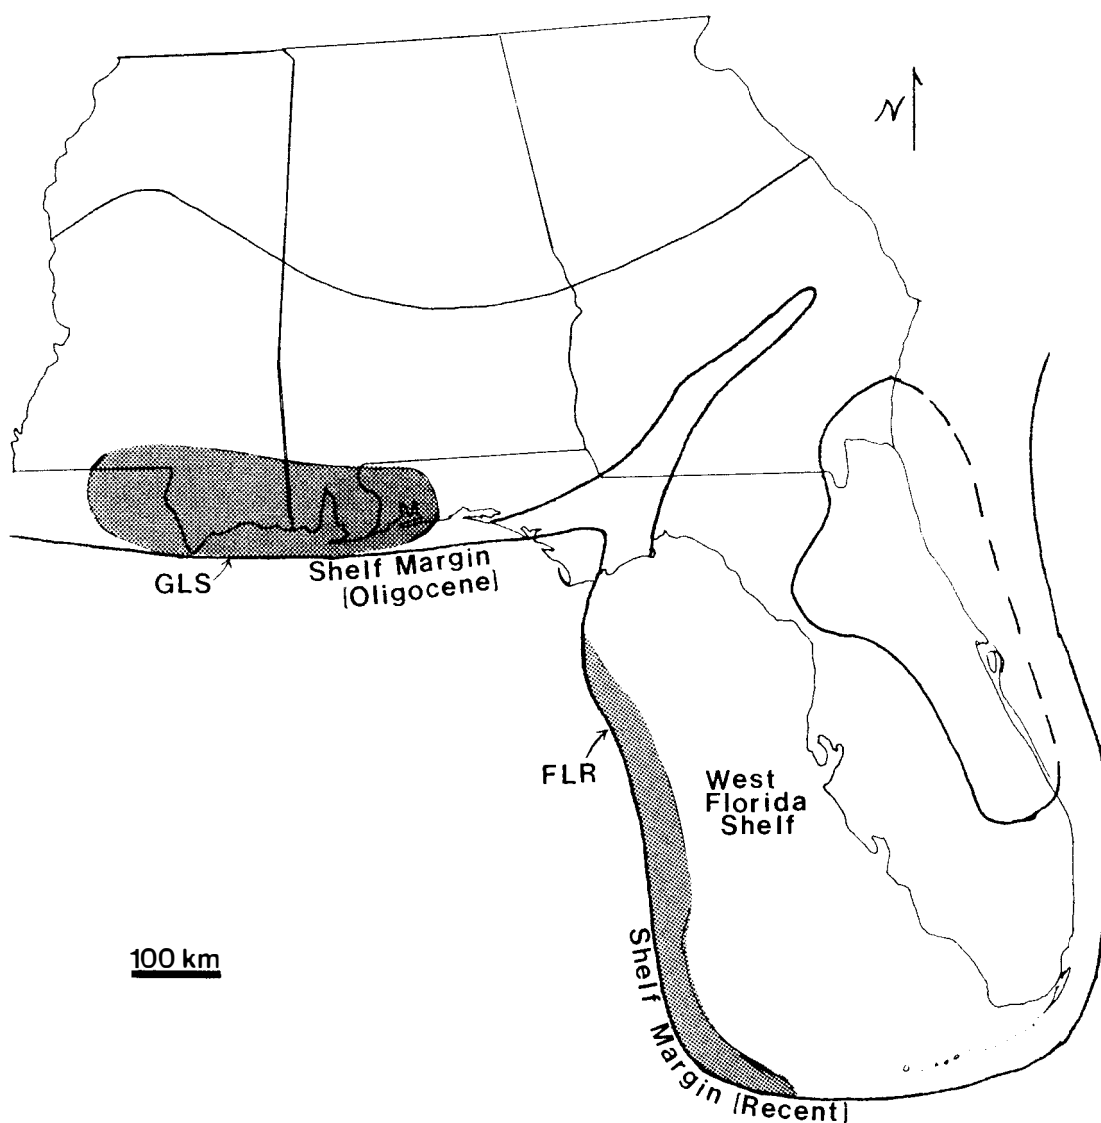 N
GLS
Shelf Margin
(Oligocene)
M
FLR
West
Florida
Shelf
100 km
Shelf Margin (Recent)